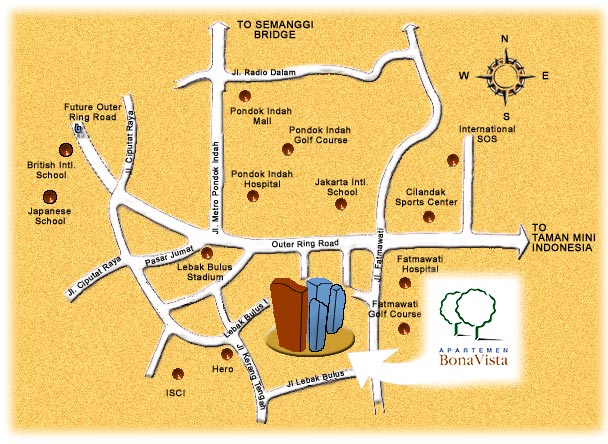 TO SEMANGGI
BRIDGE
Jl. Radio Dalam
N
W
E
S
Future Outer
Ring Road
Jl. Ciputat Raya
Pondok Indah
Mall
Pondok Indah
Golf Course
International
SOS
British Intl.
School
Jl. Metro Pondok Indah
Pondok Indah
Hospital
Jakarta Intl.
School
Cilandak
Sports Center
Japanese
School
TO
TAMAN MINI
INDONESIA
Outer Ring Road
Jl. Fatmawati
Pasar Jumat
Lebak Bulus
Stadium
Jl. Ciputat Raya
Fatmawati
Hospital
Fatmawati
Golf Course
Lebak Bulus I
APARTEMEN
BonaVista
Hero
ISCI
Jl Karang Tengah
Jl Lebak Bulus